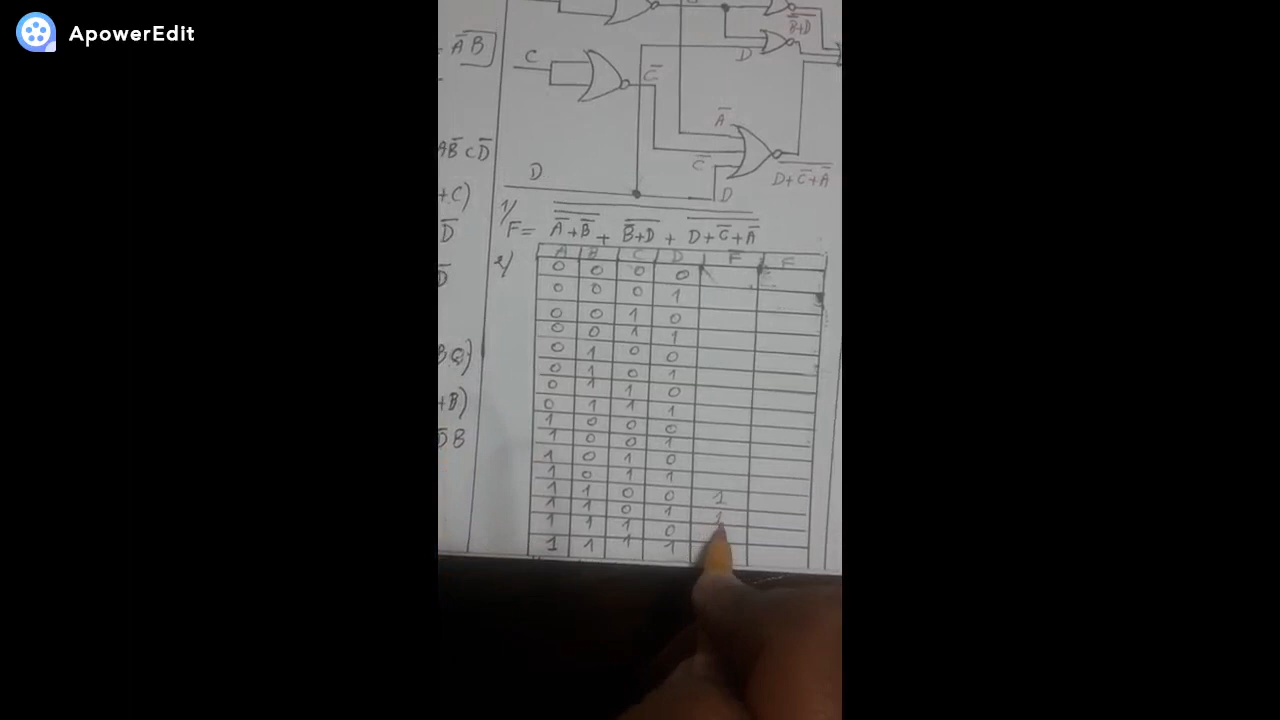 ApowerEdit
B̅+D
= A̅B̅
D
C
C̅
A̅
AB̅CD̅
C̅
D+C̅+A̅
D
+C)
D
1/
F = A̅+B̅ + B̅+D + D+C̅+A̅
D̅
2/
A B C D F̅ F
0 0 0 0
D̅
0 0 0 1
0 0 1 0
0 0 1 1
0 1 0 0
BC)
0 1 0 1
0 1 1 0
+B)
0 1 1 1
1 0 0 0
D̅B
1 0 0 1
1 0 1 0
1 0 1 1
1 1 0 0 1
1 1 0 1 1
1 1 1 0
1 1 1 1